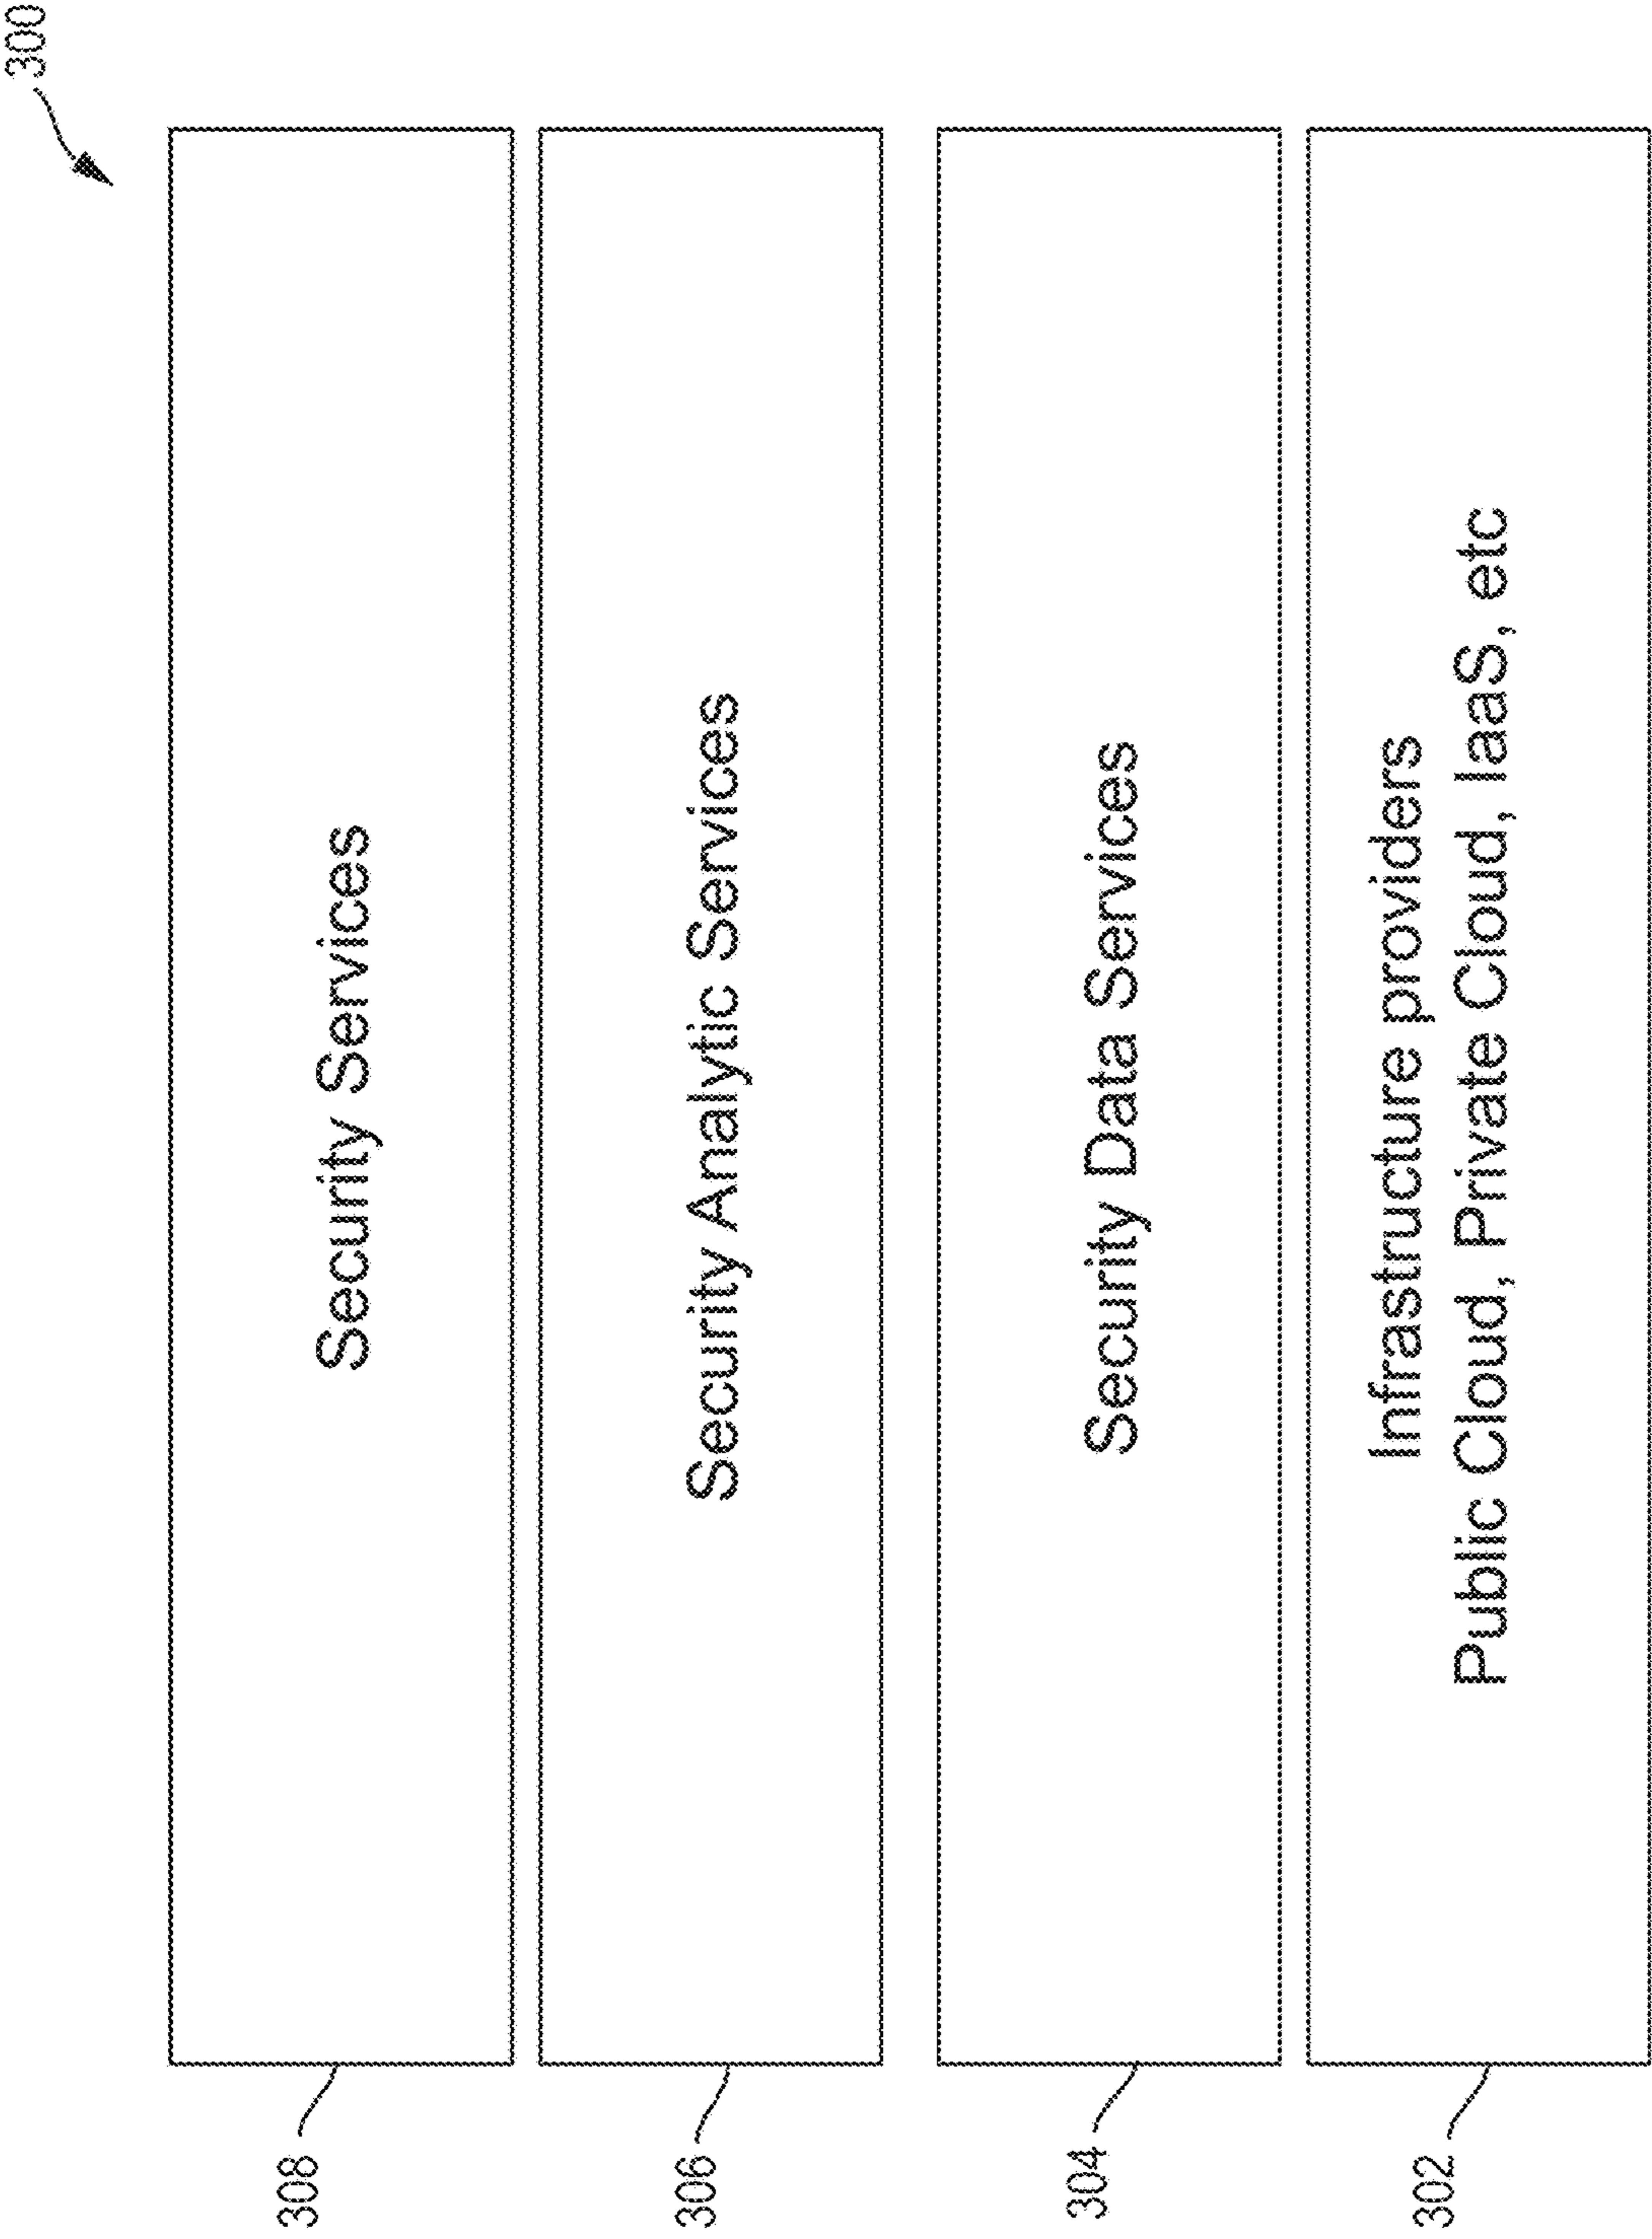 300
308
Security Services
306
Security Analytic Services
304
Security Data Services
302
Infrastructure providers
Public Cloud, Private Cloud, IaaS, etc